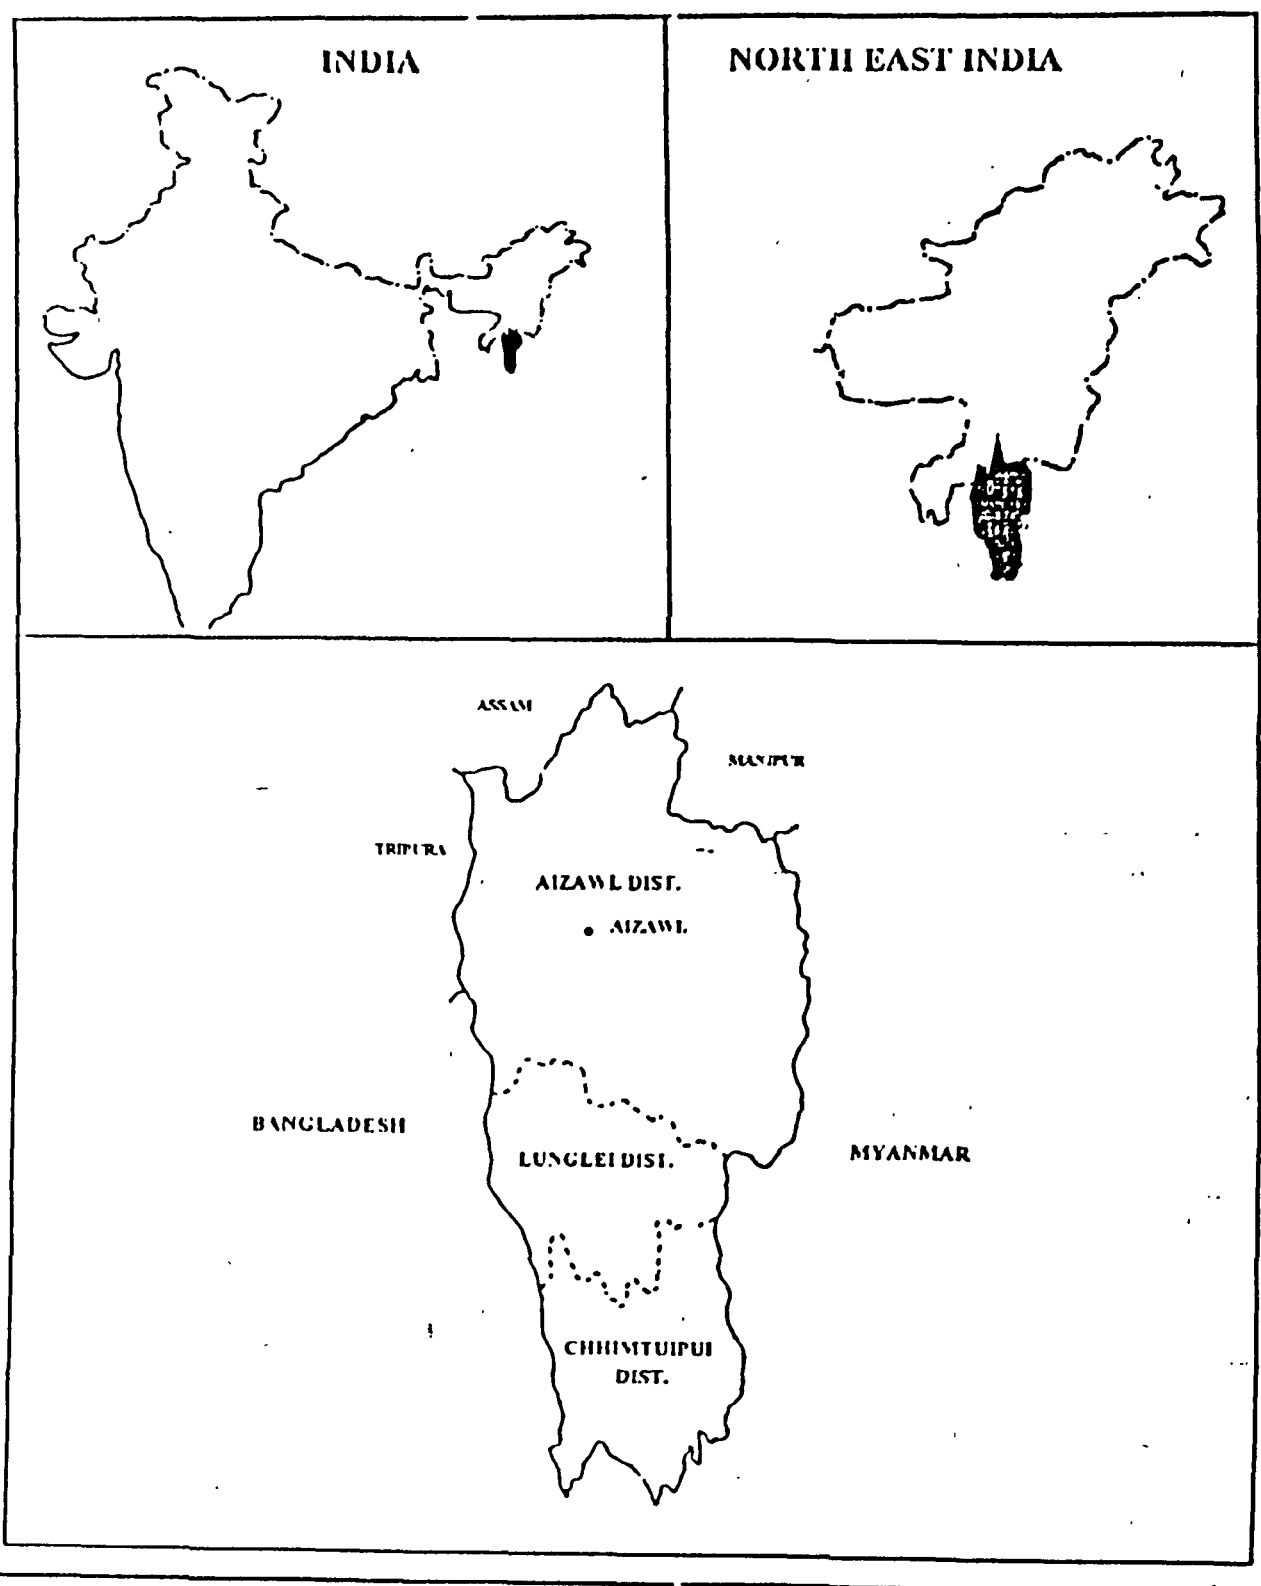 INDIA
NORTH EAST INDIA
ASSAM
MANIPUR
TRIPURA
AIZAWL DIST.
AIZAWL
BANGLADESH
LUNGLEI DIST.
MYANMAR
CHHIMTUIPUI
DIST.